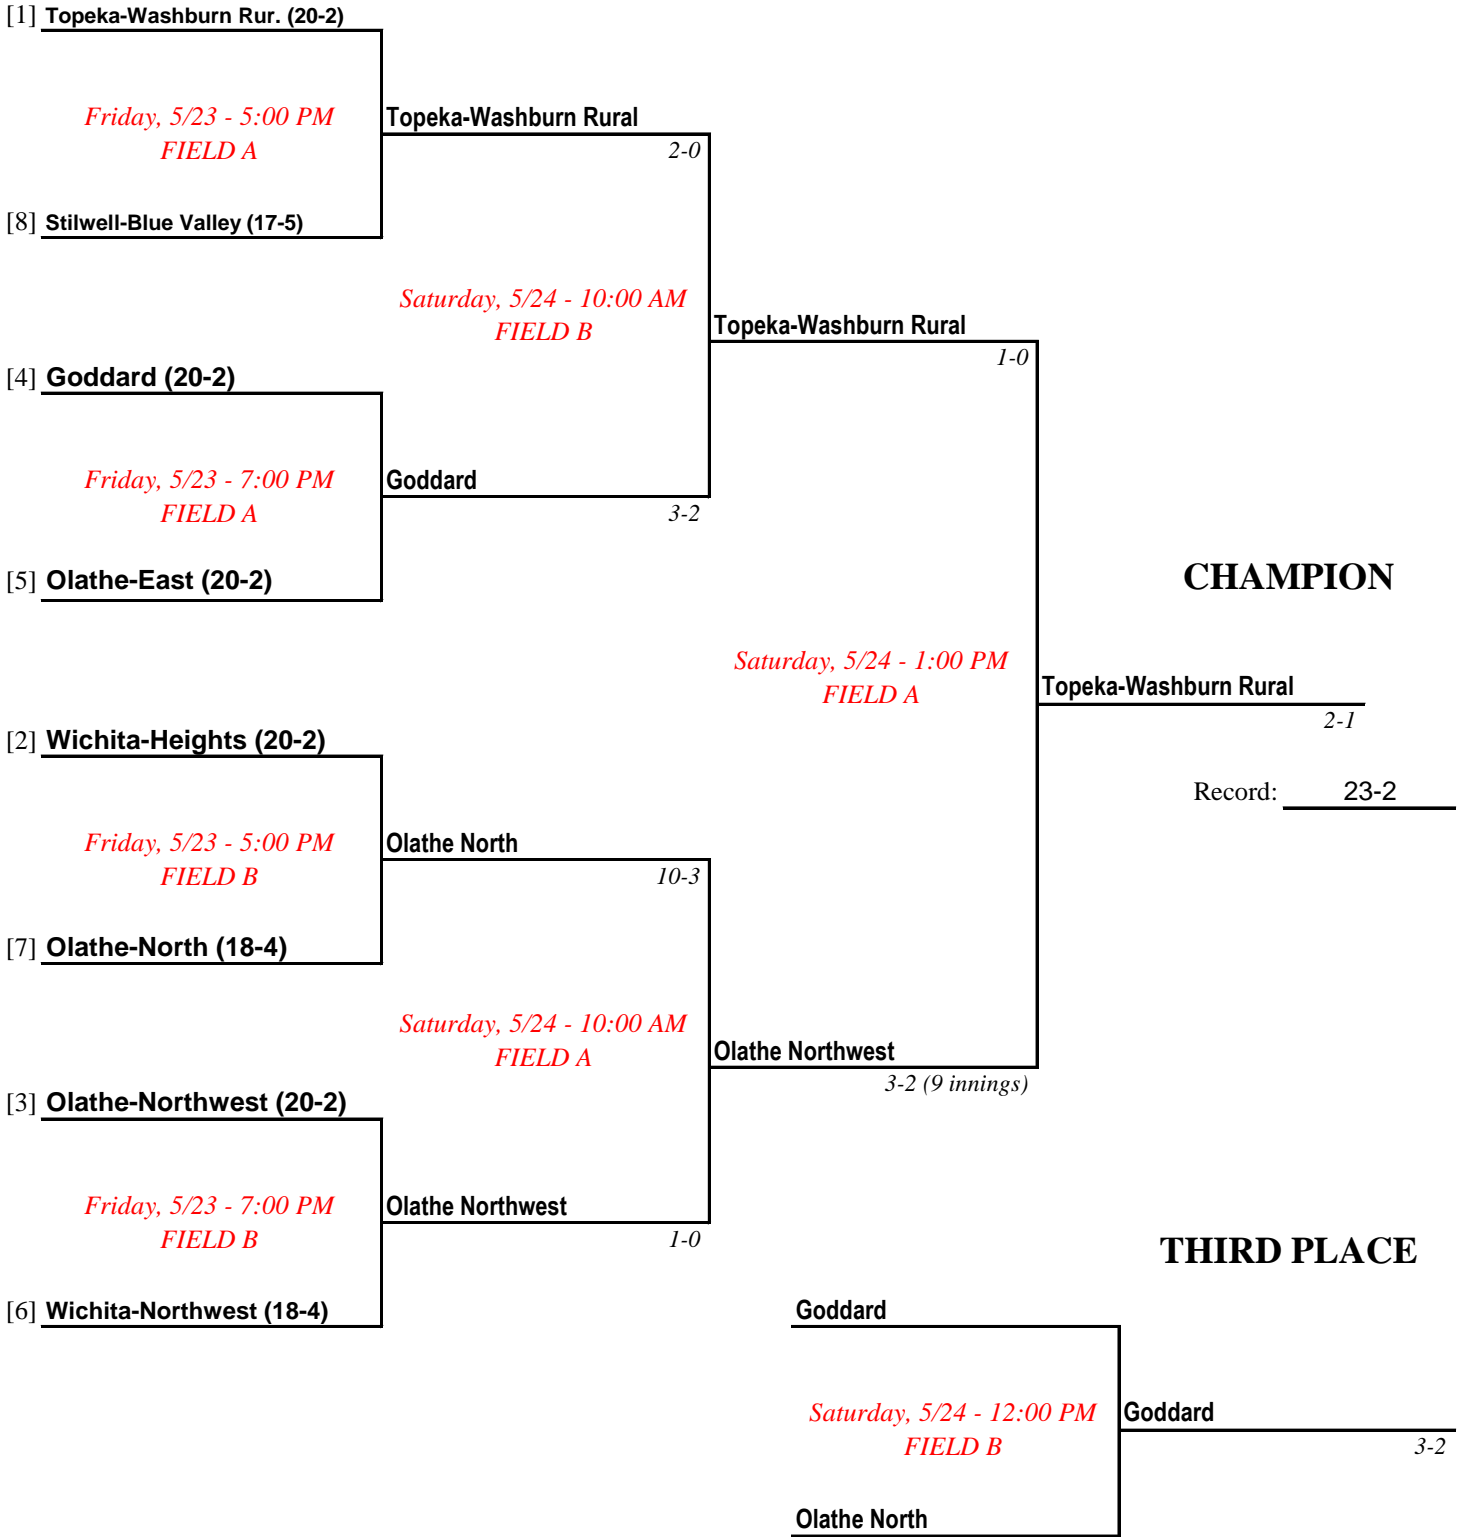 [1] Topeka-Washburn Rur. (20-2)
Friday, 5/23 - 5:00 PM
FIELD A
Topeka-Washburn Rural
2-0
[8] Stilwell-Blue Valley (17-5)
Saturday, 5/24 - 10:00 AM
FIELD B
Topeka-Washburn Rural
1-0
[4] Goddard (20-2)
Friday, 5/23 - 7:00 PM
FIELD A
Goddard
3-2
[5] Olathe-East (20-2)
CHAMPION
Saturday, 5/24 - 1:00 PM
FIELD A
Topeka-Washburn Rural
2-1
Record: 23-2
[2] Wichita-Heights (20-2)
Friday, 5/23 - 5:00 PM
FIELD B
Olathe North
10-3
[7] Olathe-North (18-4)
Saturday, 5/24 - 10:00 AM
FIELD A
Olathe Northwest
3-2 (9 innings)
[3] Olathe-Northwest (20-2)
Friday, 5/23 - 7:00 PM
FIELD B
Olathe Northwest
1-0
[6] Wichita-Northwest (18-4)
THIRD PLACE
Goddard
Saturday, 5/24 - 12:00 PM
FIELD B
Goddard
3-2
Olathe North